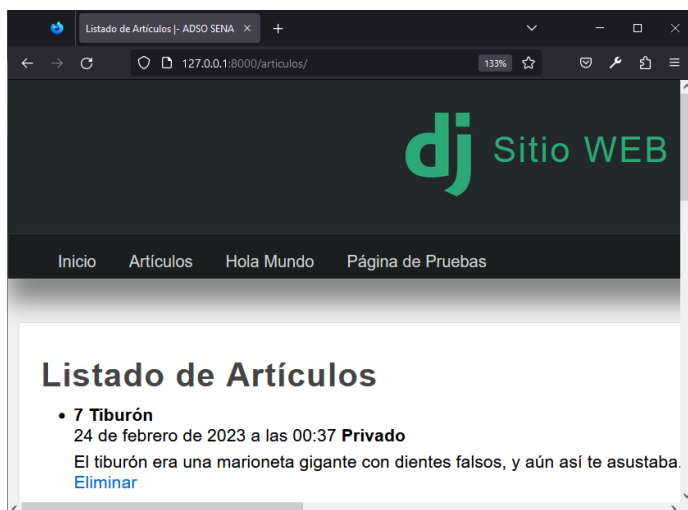 Listado de Artículos |- ADSO SENA
127.0.0.1:8000/articulos/
133%
dj Sitio WEB
Inicio Artículos Hola Mundo Página de Pruebas
Listado de Artículos
7 Tiburón
24 de febrero de 2023 a las 00:37 Privado
El tiburón era una marioneta gigante con dientes falsos, y aún así te asustaba.
Eliminar